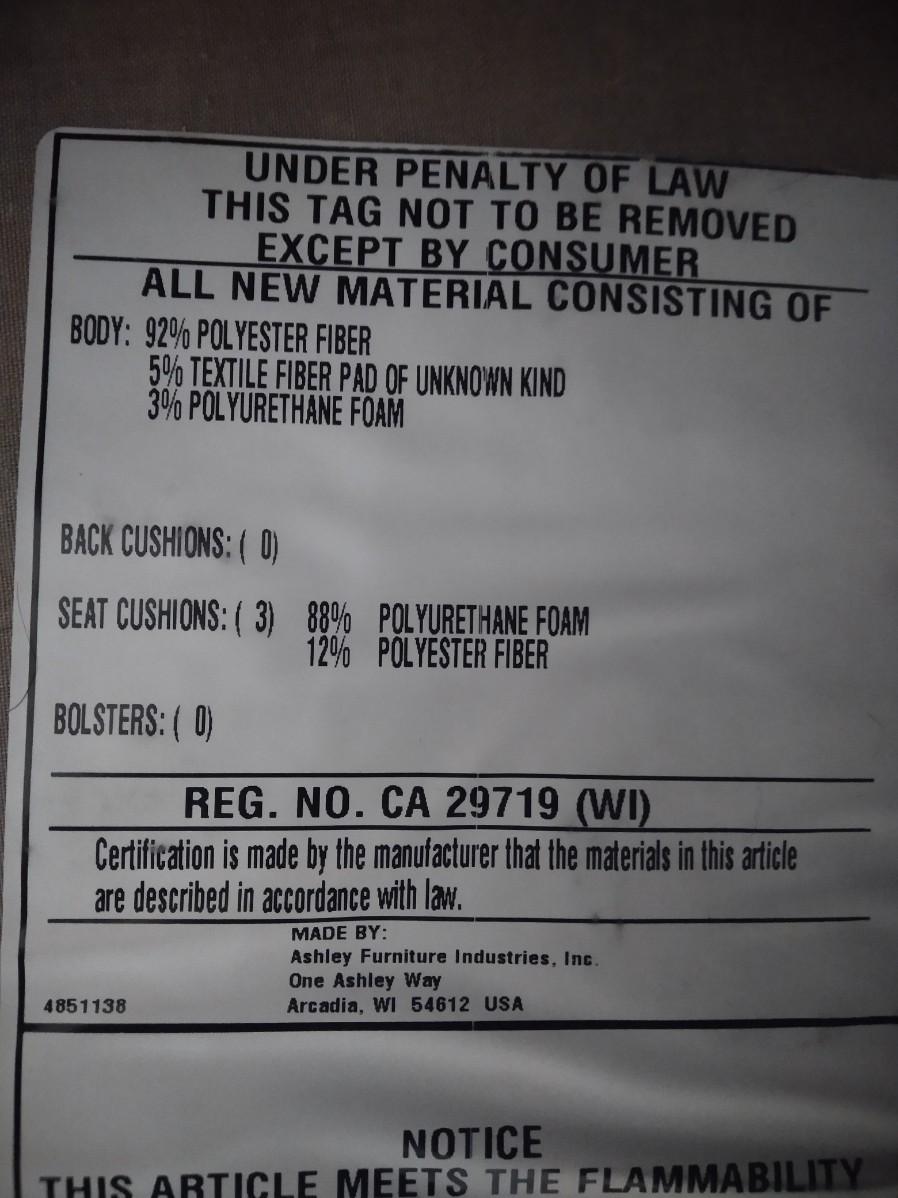 UNDER PENALTY OF LAW
THIS TAG NOT TO BE REMOVED
EXCEPT BY CONSUMER
ALL NEW MATERIAL CONSISTING OF
BODY: 92% POLYESTER FIBER
5% TEXTILE FIBER PAD OF UNKNOWN KIND
3% POLYURETHANE FOAM
BACK CUSHIONS: ( 0)
SEAT CUSHIONS: ( 3) 88% POLYURETHANE FOAM
12% POLYESTER FIBER
BOLSTERS: ( 0)
REG. NO. CA 29719 (WI)
Certification is made by the manufacturer that the materials in this article
are described in accordance with law.
MADE BY:
Ashley Furniture Industries, Inc.
One Ashley Way
4851138 Arcadia, WI 54612 USA
NOTICE
THIS ARTICLE MEETS THE FLAMMABILITY